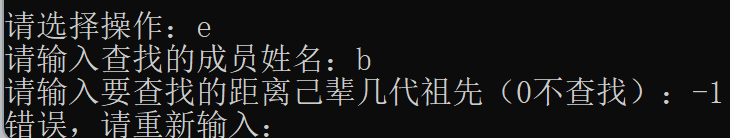 请选择操作：e
请输入查找的成员姓名：b
请输入要查找的距离己辈几代祖先（0不查找）：-1
错误，请重新输入：